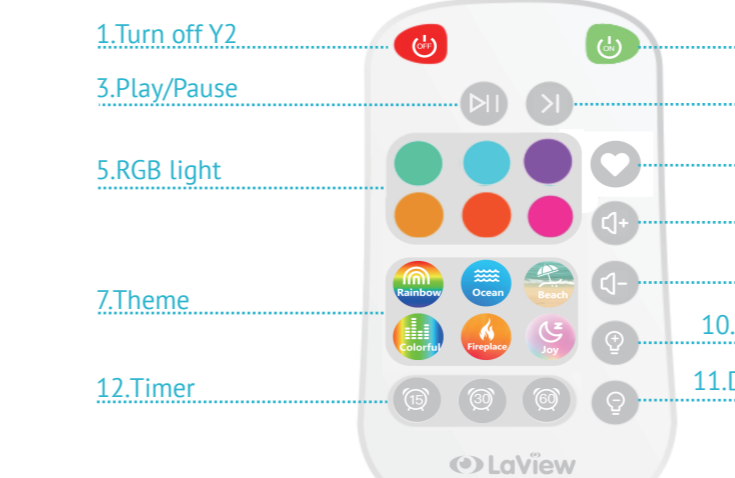 1.Turn off Y2
OFF
ON
3.Play/Pause
5.RGB light
7.Theme
Rainbow
Ocean
Beach
Colorful
Fireplace
Joy
10.
11.D
12.Timer
15
30
60
LaView